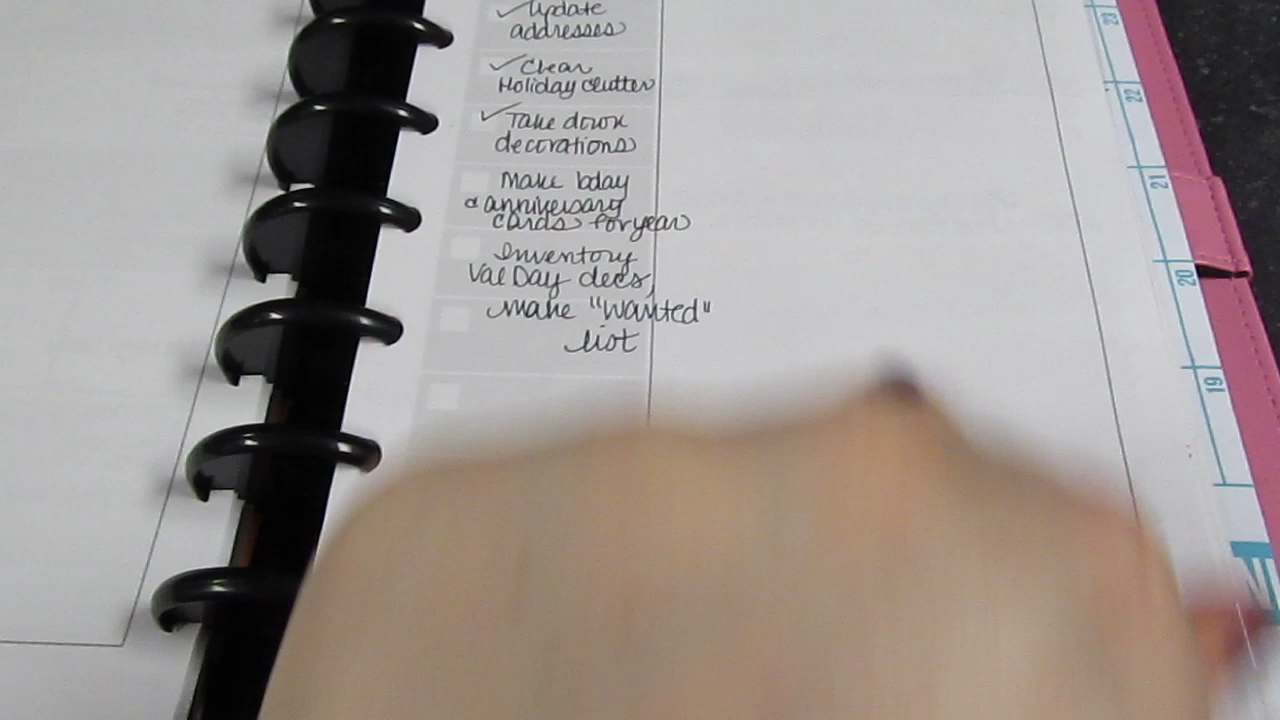 ✓ Update
addresses
✓ Clear
Holiday clutter
✓ Take down
decorations
Make bday
& anniversary
cards for year
Inventory
Val Day decs,
make "wanted"
list
23
22
21
20
19